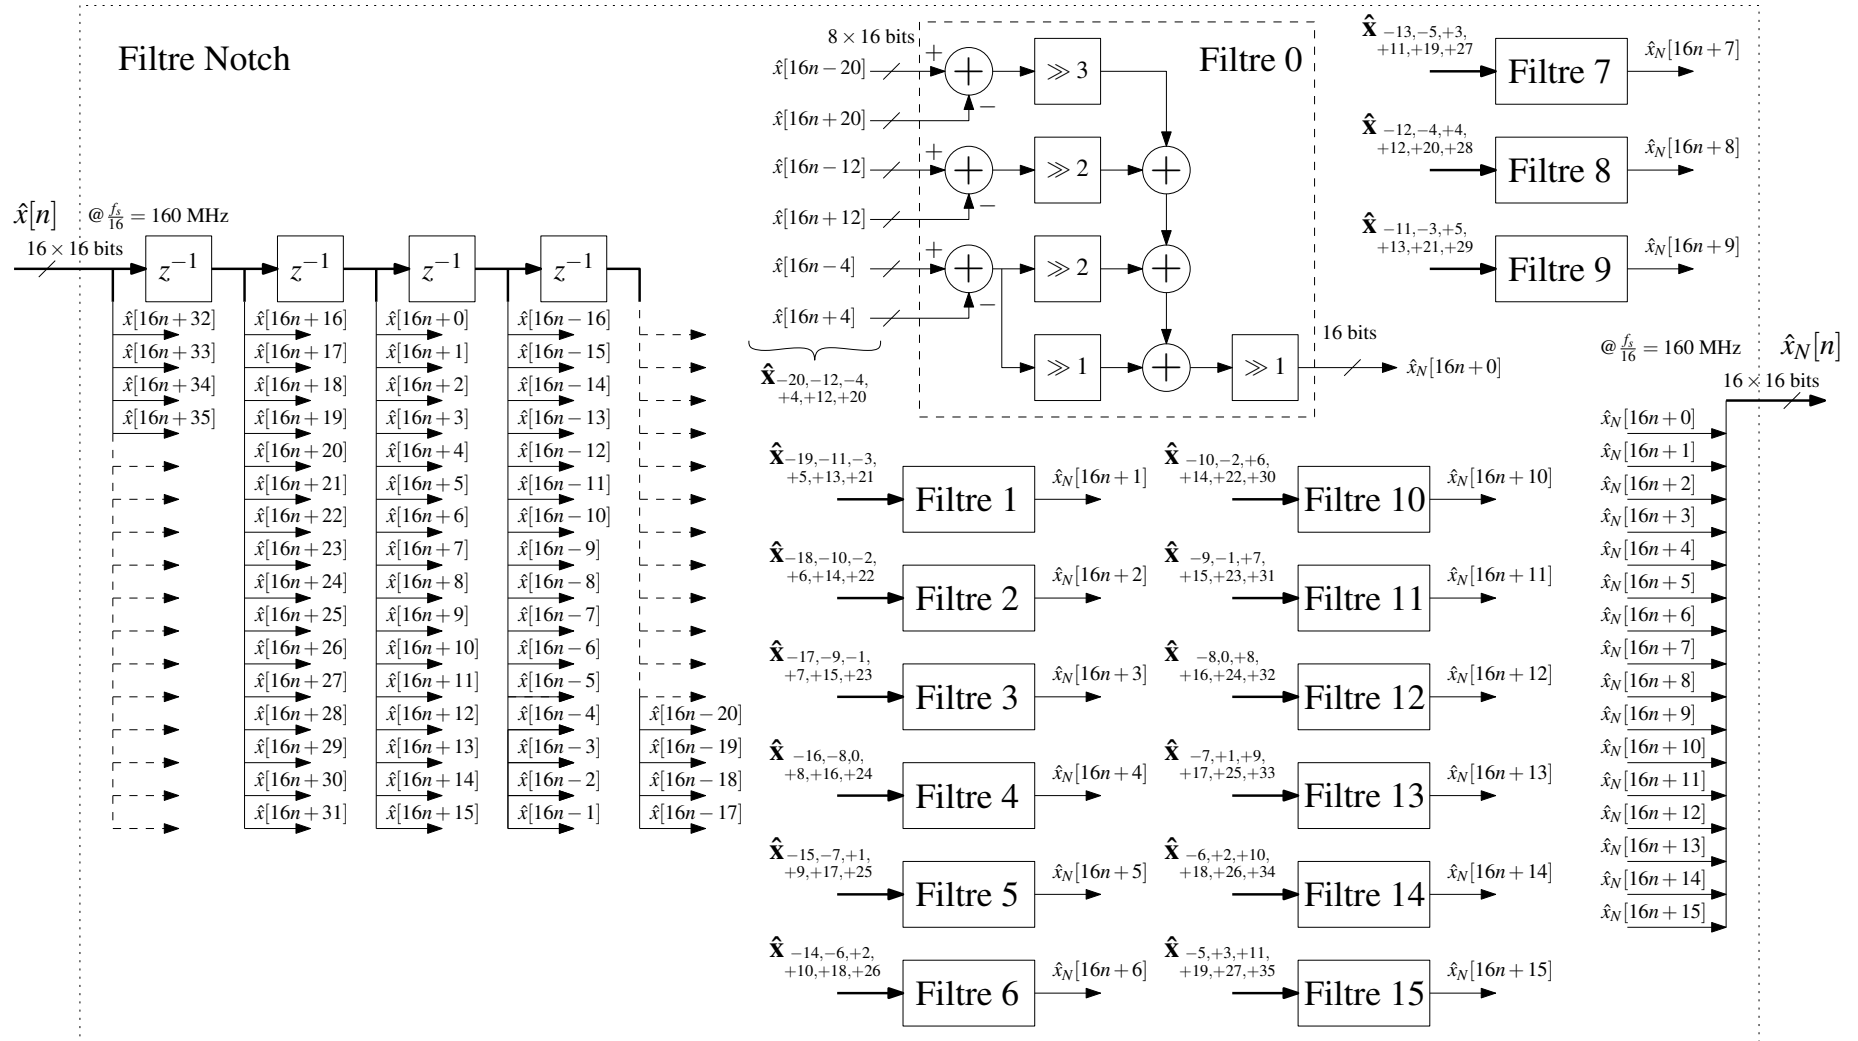 Filtre Notch
x̂[n]
@ fs/16 = 160 MHz
16 × 16 bits
z⁻¹
z⁻¹
z⁻¹
z⁻¹
x̂[16n+32]
x̂[16n+33]
x̂[16n+34]
x̂[16n+35]
x̂[16n+16]
x̂[16n+17]
x̂[16n+18]
x̂[16n+19]
x̂[16n+20]
x̂[16n+21]
x̂[16n+22]
x̂[16n+23]
x̂[16n+24]
x̂[16n+25]
x̂[16n+26]
x̂[16n+27]
x̂[16n+28]
x̂[16n+29]
x̂[16n+30]
x̂[16n+31]
x̂[16n+0]
x̂[16n+1]
x̂[16n+2]
x̂[16n+3]
x̂[16n+4]
x̂[16n+5]
x̂[16n+6]
x̂[16n+7]
x̂[16n+8]
x̂[16n+9]
x̂[16n+10]
x̂[16n+11]
x̂[16n+12]
x̂[16n+13]
x̂[16n+14]
x̂[16n+15]
x̂[16n−16]
x̂[16n−15]
x̂[16n−14]
x̂[16n−13]
x̂[16n−12]
x̂[16n−11]
x̂[16n−10]
x̂[16n−9]
x̂[16n−8]
x̂[16n−7]
x̂[16n−6]
x̂[16n−5]
x̂[16n−4]
x̂[16n−3]
x̂[16n−2]
x̂[16n−1]
x̂[16n−20]
x̂[16n−19]
x̂[16n−18]
x̂[16n−17]
8 × 16 bits
Filtre 0
x̂[16n−20]
+
+
≫ 3
x̂[16n+20]
−
x̂[16n−12]
+
+
≫ 2
+
x̂[16n+12]
−
x̂[16n−4]
+
+
≫ 2
+
x̂[16n+4]
−
≫ 1
+
≫ 1
16 bits
x̂N[16n+0]
x̂ −20,−12,−4,
+4,+12,+20
x̂ −19,−11,−3,
+5,+13,+21
Filtre 1
x̂N[16n+1]
x̂ −18,−10,−2,
+6,+14,+22
Filtre 2
x̂N[16n+2]
x̂ −17,−9,−1,
+7,+15,+23
Filtre 3
x̂N[16n+3]
x̂ −16,−8,0,
+8,+16,+24
Filtre 4
x̂N[16n+4]
x̂ −15,−7,+1,
+9,+17,+25
Filtre 5
x̂N[16n+5]
x̂ −14,−6,+2,
+10,+18,+26
Filtre 6
x̂N[16n+6]
x̂ −13,−5,+3,
+11,+19,+27
Filtre 7
x̂N[16n+7]
x̂ −12,−4,+4,
+12,+20,+28
Filtre 8
x̂N[16n+8]
x̂ −11,−3,+5,
+13,+21,+29
Filtre 9
x̂N[16n+9]
x̂ −10,−2,+6,
+14,+22,+30
Filtre 10
x̂N[16n+10]
x̂ −9,−1,+7,
+15,+23,+31
Filtre 11
x̂N[16n+11]
x̂ −8,0,+8,
+16,+24,+32
Filtre 12
x̂N[16n+12]
x̂ −7,+1,+9,
+17,+25,+33
Filtre 13
x̂N[16n+13]
x̂ −6,+2,+10,
+18,+26,+34
Filtre 14
x̂N[16n+14]
x̂ −5,+3,+11,
+19,+27,+35
Filtre 15
x̂N[16n+15]
@ fs/16 = 160 MHz
x̂N[n]
16 × 16 bits
x̂N[16n+0]
x̂N[16n+1]
x̂N[16n+2]
x̂N[16n+3]
x̂N[16n+4]
x̂N[16n+5]
x̂N[16n+6]
x̂N[16n+7]
x̂N[16n+8]
x̂N[16n+9]
x̂N[16n+10]
x̂N[16n+11]
x̂N[16n+12]
x̂N[16n+13]
x̂N[16n+14]
x̂N[16n+15]